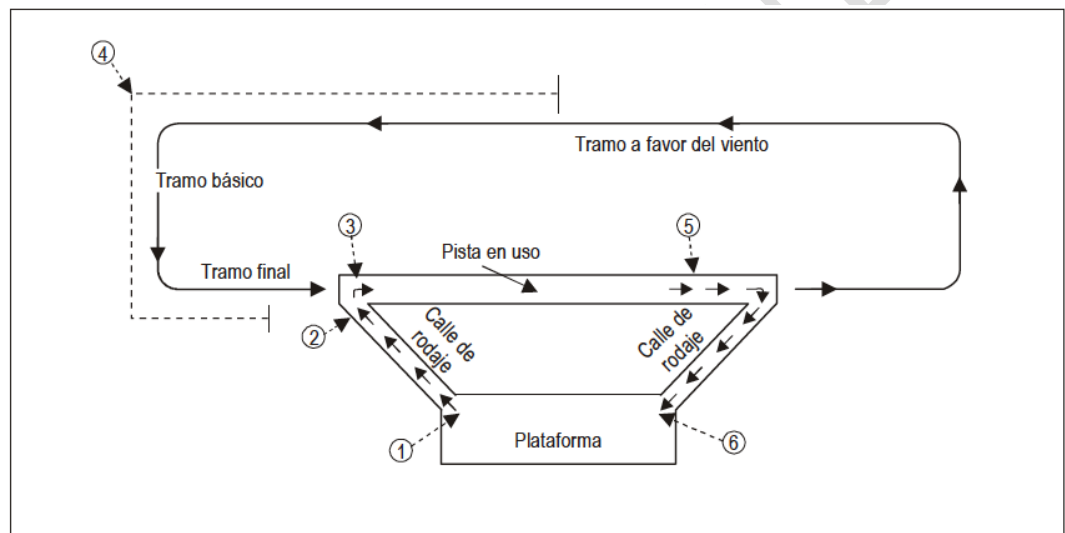 ④
Tramo a favor del viento
Tramo básico
③
⑤
Pista en uso
Tramo final
②
Calle de
rodaje
Calle de
rodaje
①
Plataforma
⑥